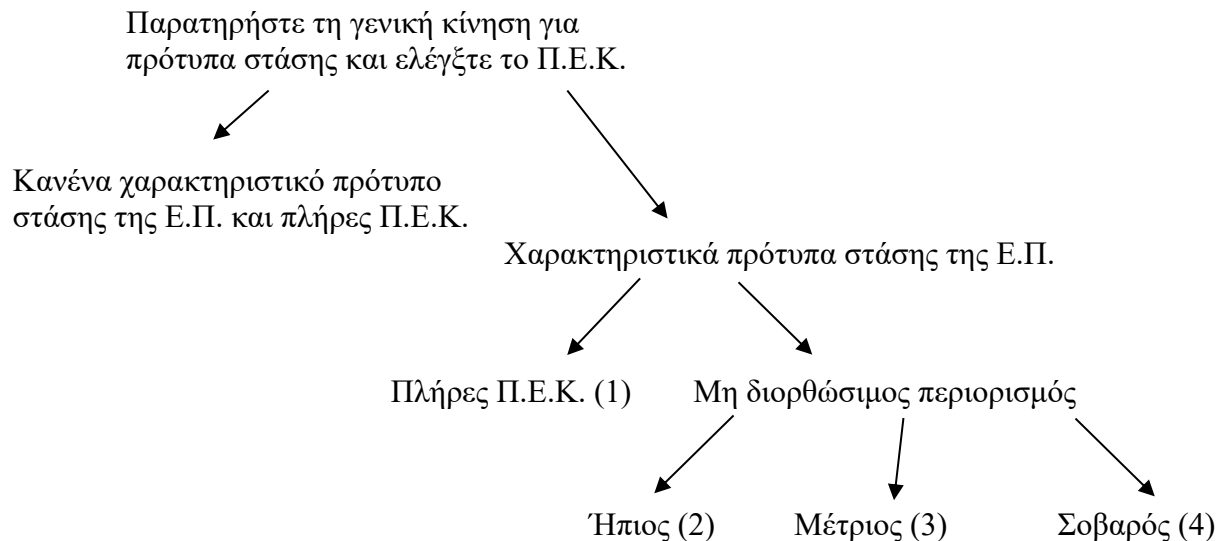 Παρατηρήστε τη γενική κίνηση για
πρότυπα στάσης και ελέγξτε το Π.Ε.Κ.
Κανένα χαρακτηριστικό πρότυπο
στάσης της Ε.Π. και πλήρες Π.Ε.Κ.
Χαρακτηριστικά πρότυπα στάσης της Ε.Π.
Πλήρες Π.Ε.Κ. (1) Μη διορθώσιμος περιορισμός
Ήπιος (2) Μέτριος (3) Σοβαρός (4)